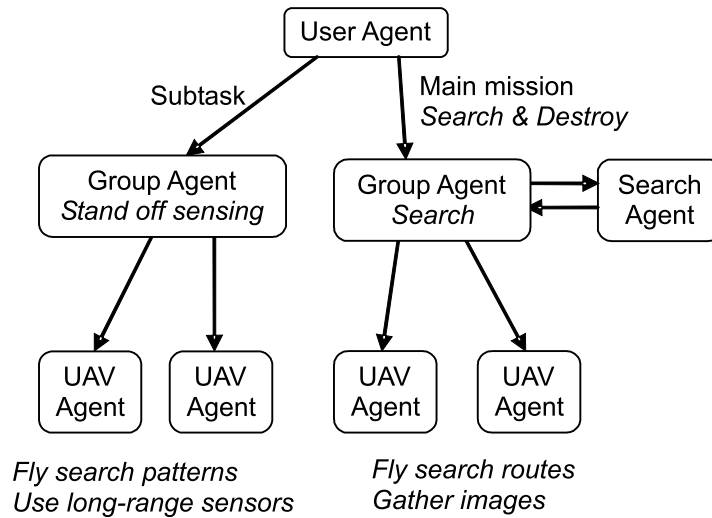 User Agent
Subtask
Main mission
Search & Destroy
Group Agent
Stand off sensing
Group Agent
Search
Search
Agent
UAV
Agent
UAV
Agent
UAV
Agent
UAV
Agent
Fly search patterns
Use long-range sensors
Fly search routes
Gather images